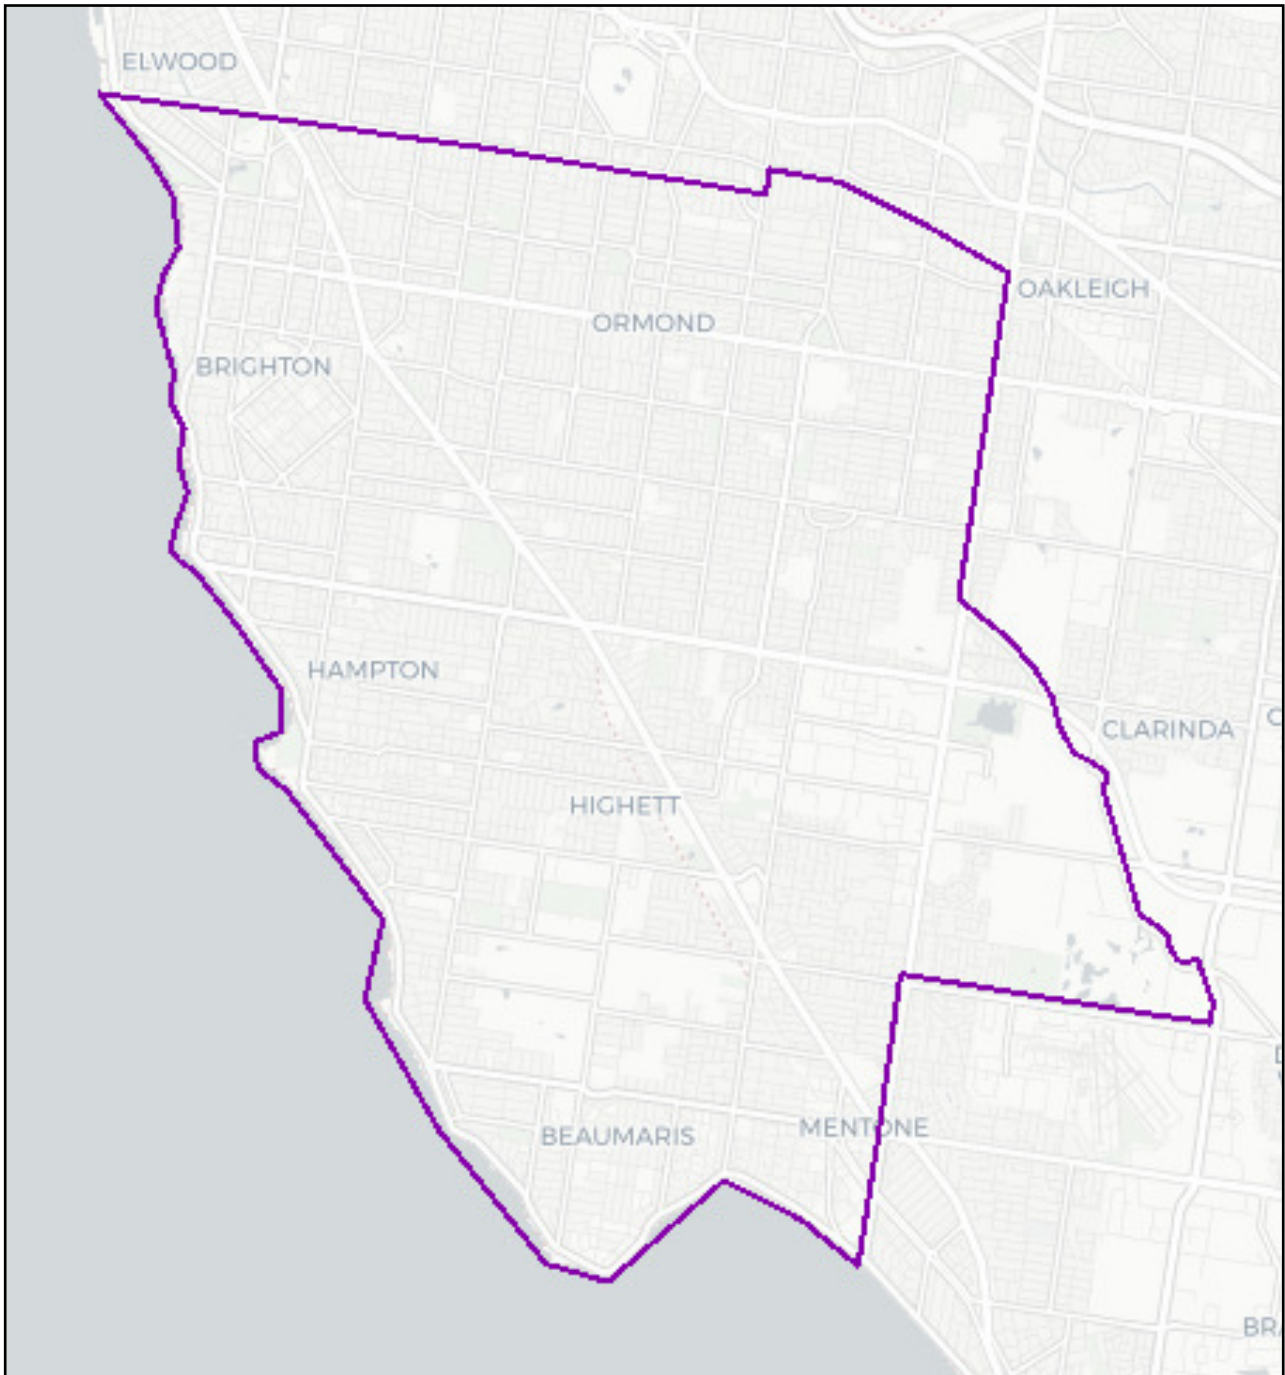 ELWOOD
OAKLEIGH
ORMOND
BRIGHTON
HAMPTON
CLARINDA
HIGHETT
MENTONE
BEAUMARIS